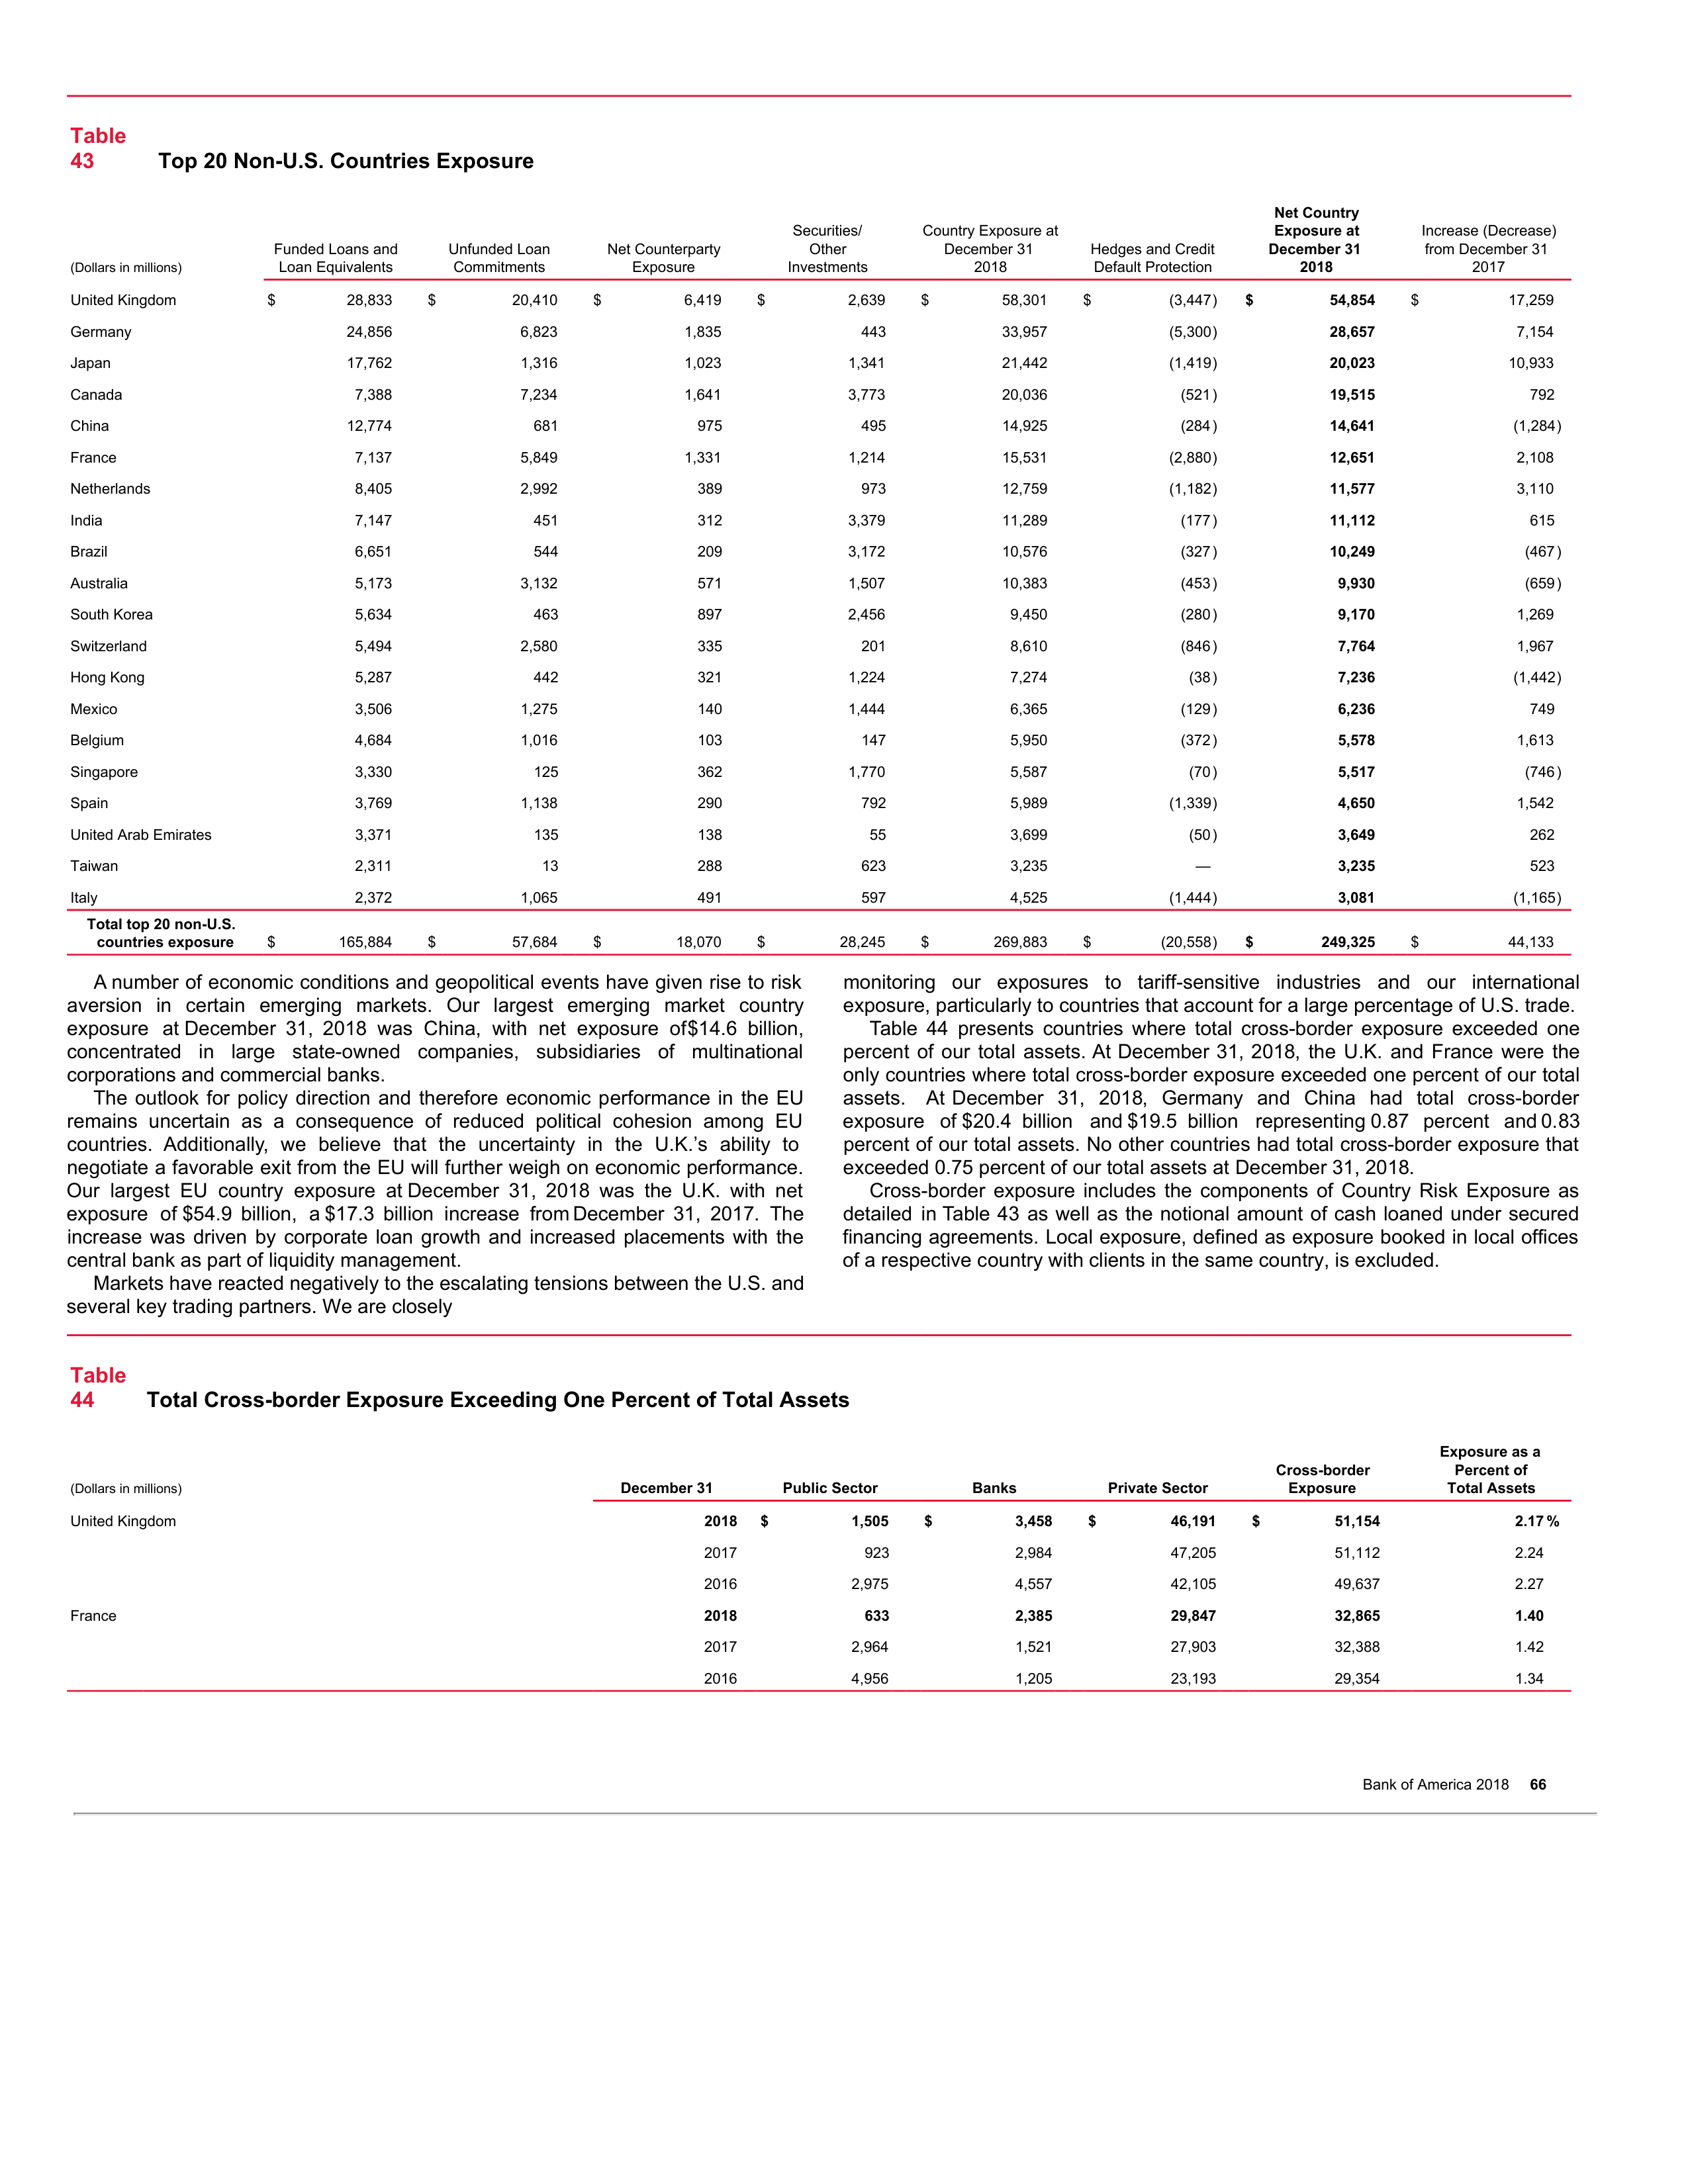 Table
43 Top 20 Non-U.S. Countries Exposure
(Dollars in millions) Funded Loans and Loan Equivalents Unfunded Loan Commitments Net Counterparty Exposure Securities/ Other Investments Country Exposure at December 31 2018 Hedges and Credit Default Protection Net Country Exposure at December 31 2018 Increase (Decrease) from December 31 2017
United Kingdom $ 28,833 $ 20,410 $ 6,419 $ 2,639 $ 58,301 $ (3,447) $ 54,854 $ 17,259
Germany 24,856 6,823 1,835 443 33,957 (5,300) 28,657 7,154
Japan 17,762 1,316 1,023 1,341 21,442 (1,419) 20,023 10,933
Canada 7,388 7,234 1,641 3,773 20,036 (521) 19,515 792
China 12,774 681 975 495 14,925 (284) 14,641 (1,284)
France 7,137 5,849 1,331 1,214 15,531 (2,880) 12,651 2,108
Netherlands 8,405 2,992 389 973 12,759 (1,182) 11,577 3,110
India 7,147 451 312 3,379 11,289 (177) 11,112 615
Brazil 6,651 544 209 3,172 10,576 (327) 10,249 (467)
Australia 5,173 3,132 571 1,507 10,383 (453) 9,930 (659)
South Korea 5,634 463 897 2,456 9,450 (280) 9,170 1,269
Switzerland 5,494 2,580 335 201 8,610 (846) 7,764 1,967
Hong Kong 5,287 442 321 1,224 7,274 (38) 7,236 (1,442)
Mexico 3,506 1,275 140 1,444 6,365 (129) 6,236 749
Belgium 4,684 1,016 103 147 5,950 (372) 5,578 1,613
Singapore 3,330 125 362 1,770 5,587 (70) 5,517 (746)
Spain 3,769 1,138 290 792 5,989 (1,339) 4,650 1,542
United Arab Emirates 3,371 135 138 55 3,699 (50) 3,649 262
Taiwan 2,311 13 288 623 3,235 — 3,235 523
Italy 2,372 1,065 491 597 4,525 (1,444) 3,081 (1,165)
Total top 20 non-U.S.
countries exposure $ 165,884 $ 57,684 $ 18,070 $ 28,245 $ 269,883 $ (20,558) $ 249,325 $ 44,133
A number of economic conditions and geopolitical events have given rise to risk
aversion in certain emerging markets. Our largest emerging market country
exposure at December 31, 2018 was China, with net exposure of$14.6 billion,
concentrated in large state-owned companies, subsidiaries of multinational
corporations and commercial banks.
The outlook for policy direction and therefore economic performance in the EU
remains uncertain as a consequence of reduced political cohesion among EU
countries. Additionally, we believe that the uncertainty in the U.K.’s ability to
negotiate a favorable exit from the EU will further weigh on economic performance.
Our largest EU country exposure at December 31, 2018 was the U.K. with net
exposure of $54.9 billion, a $17.3 billion increase from December 31, 2017. The
increase was driven by corporate loan growth and increased placements with the
central bank as part of liquidity management.
Markets have reacted negatively to the escalating tensions between the U.S. and
several key trading partners. We are closely
monitoring our exposures to tariff-sensitive industries and our international
exposure, particularly to countries that account for a large percentage of U.S. trade.
Table 44 presents countries where total cross-border exposure exceeded one
percent of our total assets. At December 31, 2018, the U.K. and France were the
only countries where total cross-border exposure exceeded one percent of our total
assets. At December 31, 2018, Germany and China had total cross-border
exposure of $20.4 billion and $19.5 billion representing 0.87 percent and 0.83
percent of our total assets. No other countries had total cross-border exposure that
exceeded 0.75 percent of our total assets at December 31, 2018.
Cross-border exposure includes the components of Country Risk Exposure as
detailed in Table 43 as well as the notional amount of cash loaned under secured
financing agreements. Local exposure, defined as exposure booked in local offices
of a respective country with clients in the same country, is excluded.
Table
44 Total Cross-border Exposure Exceeding One Percent of Total Assets
(Dollars in millions) December 31 Public Sector Banks Private Sector Cross-border Exposure Exposure as a Percent of Total Assets
United Kingdom 2018 $ 1,505 $ 3,458 $ 46,191 $ 51,154 2.17 %
2017 923 2,984 47,205 51,112 2.24
2016 2,975 4,557 42,105 49,637 2.27
France 2018 633 2,385 29,847 32,865 1.40
2017 2,964 1,521 27,903 32,388 1.42
2016 4,956 1,205 23,193 29,354 1.34
Bank of America 2018 66